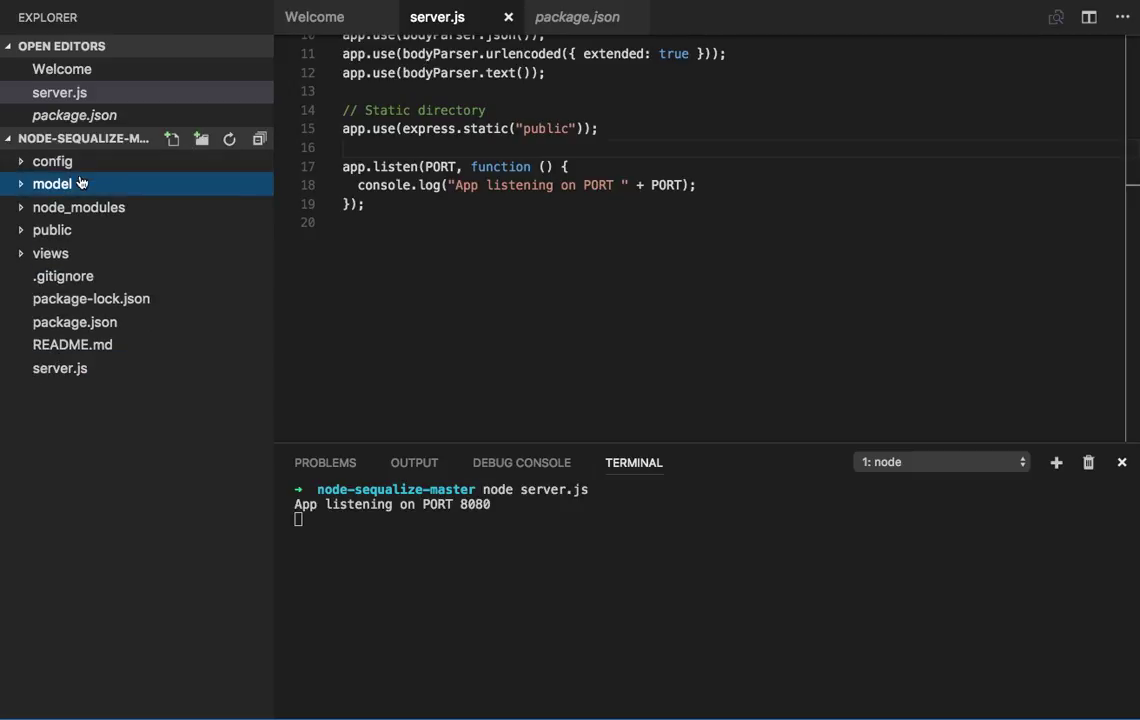 EXPLORER
OPEN EDITORS
Welcome
server.js
package.json
NODE-SEQUALIZE-M...
config
model
node_modules
public
views
.gitignore
package-lock.json
package.json
README.md
server.js
Welcome server.js package.json
10 app.use(bodyParser.json());
11 app.use(bodyParser.urlencoded({ extended: true }));
12 app.use(bodyParser.text());
13
14 // Static directory
15 app.use(express.static("public"));
16
17 app.listen(PORT, function () {
18 console.log("App listening on PORT " + PORT);
19 });
20
PROBLEMS OUTPUT DEBUG CONSOLE TERMINAL 1: node
→ node-sequalize-master node server.js
App listening on PORT 8080